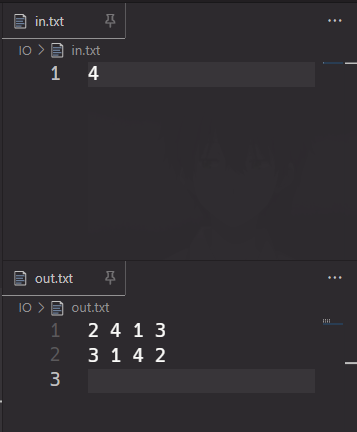 in.txt
IO > in.txt
1 4
out.txt
IO > out.txt
1 2 4 1 3
2 3 1 4 2
3